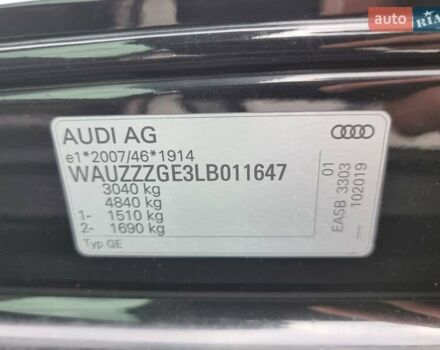 auto RIA
AUDI AG
e1*2007/46*1914
WAUZZZGE3LB011647
3040 kg
4840 kg
1- 1510 kg
2- 1690 kg
Typ GE
01
EASB 3303
102019